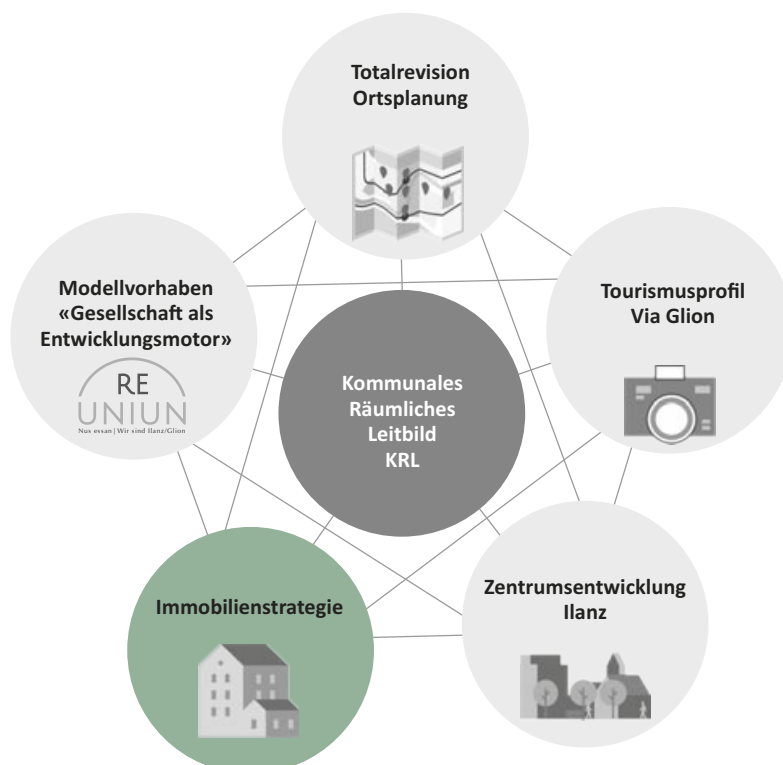 Totalrevision
Ortsplanung
Modellvorhaben
«Gesellschaft als
Entwicklungsmotor»
RE
UNIUN
Nus essan | Wir sind Ilanz/Glion
Tourismusprofil
Via Glion
Kommunales
Räumliches
Leitbild
KRL
Immobilienstrategie
Zentrumsentwicklung
Ilanz